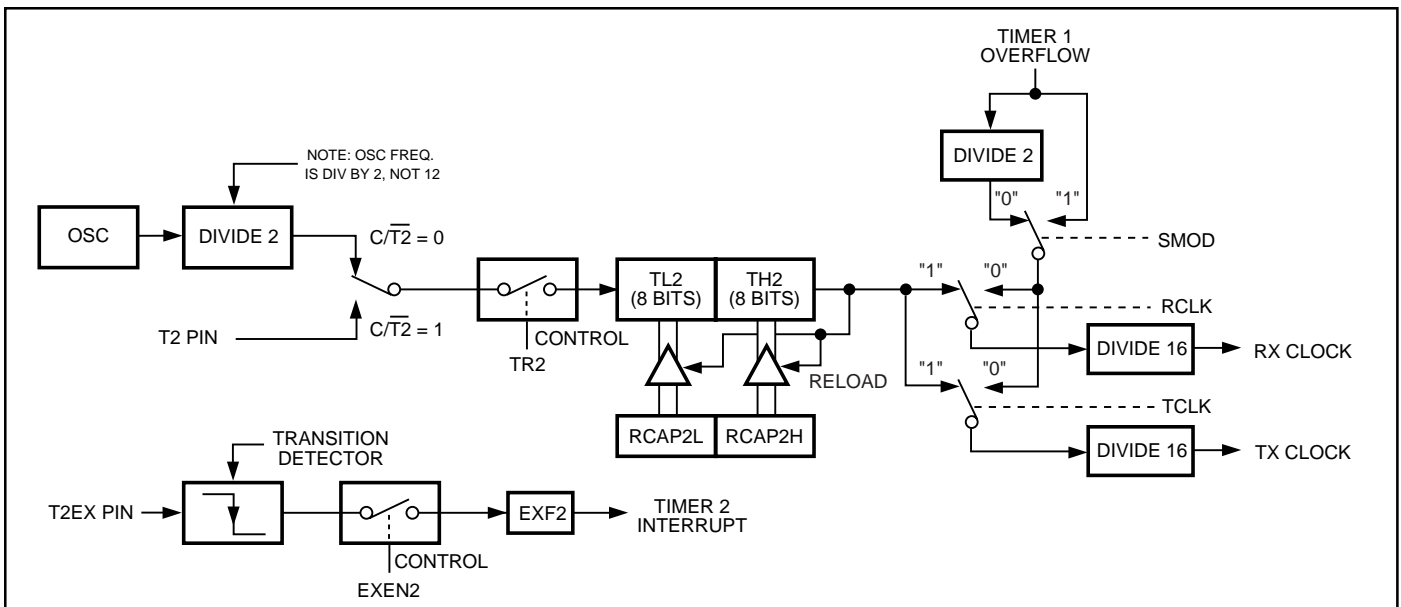 TIMER 1
OVERFLOW
DIVIDE 2
"0"
"1"
SMOD
NOTE: OSC FREQ.
IS DIV BY 2, NOT 12
OSC
DIVIDE 2
C/T̅2̅ = 0
T2 PIN
C/T̅2̅ = 1
CONTROL
TR2
TL2
(8 BITS)
TH2
(8 BITS)
RELOAD
RCAP2L
RCAP2H
"1"
"0"
RCLK
DIVIDE 16
RX CLOCK
"1"
"0"
TCLK
DIVIDE 16
TX CLOCK
TRANSITION
DETECTOR
T2EX PIN
CONTROL
EXEN2
EXF2
TIMER 2
INTERRUPT